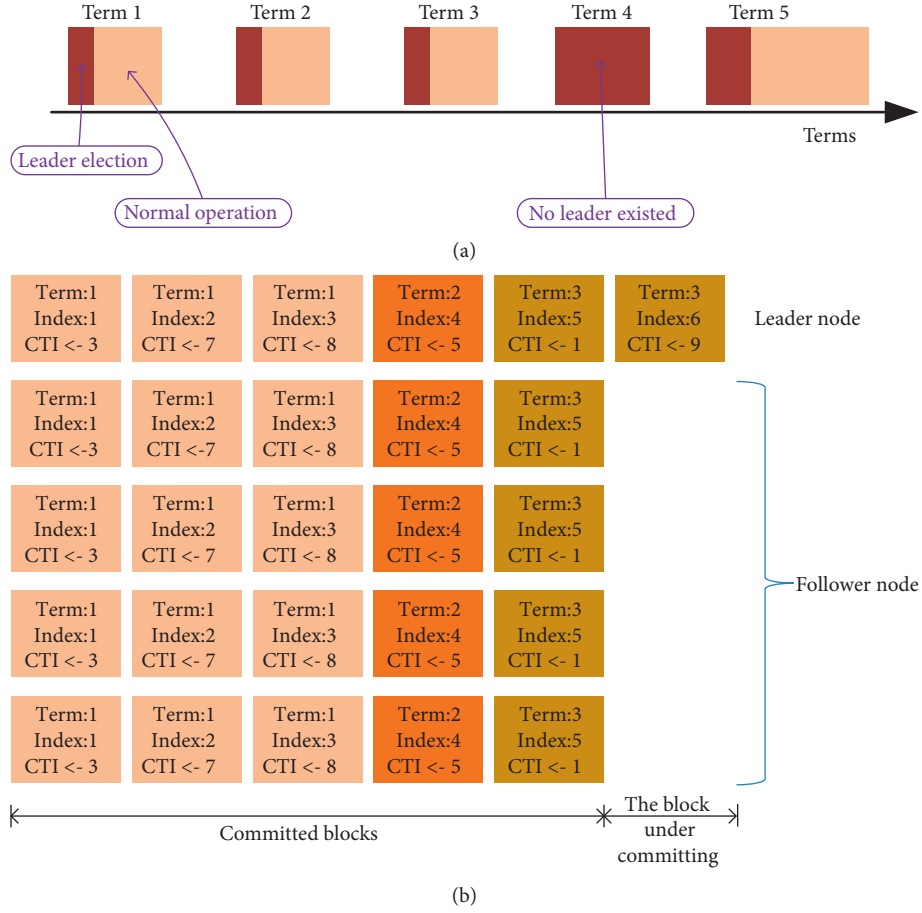 Term 1
Term 2
Term 3
Term 4
Term 5
Terms
Leader election
Normal operation
No leader existed
(a)
Term:1
Index:1
CTI <- 3
Term:1
Index:2
CTI <- 7
Term:1
Index:3
CTI <- 8
Term:2
Index:4
CTI <- 5
Term:3
Index:5
CTI <- 1
Term:3
Index:6
CTI <- 9
Leader node
Term:1
Index:1
CTI <-3
Term:1
Index:2
CTI <-7
Term:1
Index:3
CTI <- 8
Term:2
Index:4
CTI <- 5
Term:3
Index:5
CTI <- 1
Term:1
Index:1
CTI <- 3
Term:1
Index:2
CTI <- 7
Term:1
Index:3
CTI <- 8
Term:2
Index:4
CTI <- 5
Term:3
Index:5
CTI <- 1
Follower node
Term:1
Index:1
CTI <- 3
Term:1
Index:2
CTI <- 7
Term:1
Index:3
CTI <- 8
Term:2
Index:4
CTI <- 5
Term:3
Index:5
CTI <- 1
Term:1
Index:1
CTI <- 3
Term:1
Index:2
CTI <- 7
Term:1
Index:3
CTI <- 8
Term:2
Index:4
CTI <- 5
Term:3
Index:5
CTI <- 1
Committed blocks
The block
under
committing
(b)